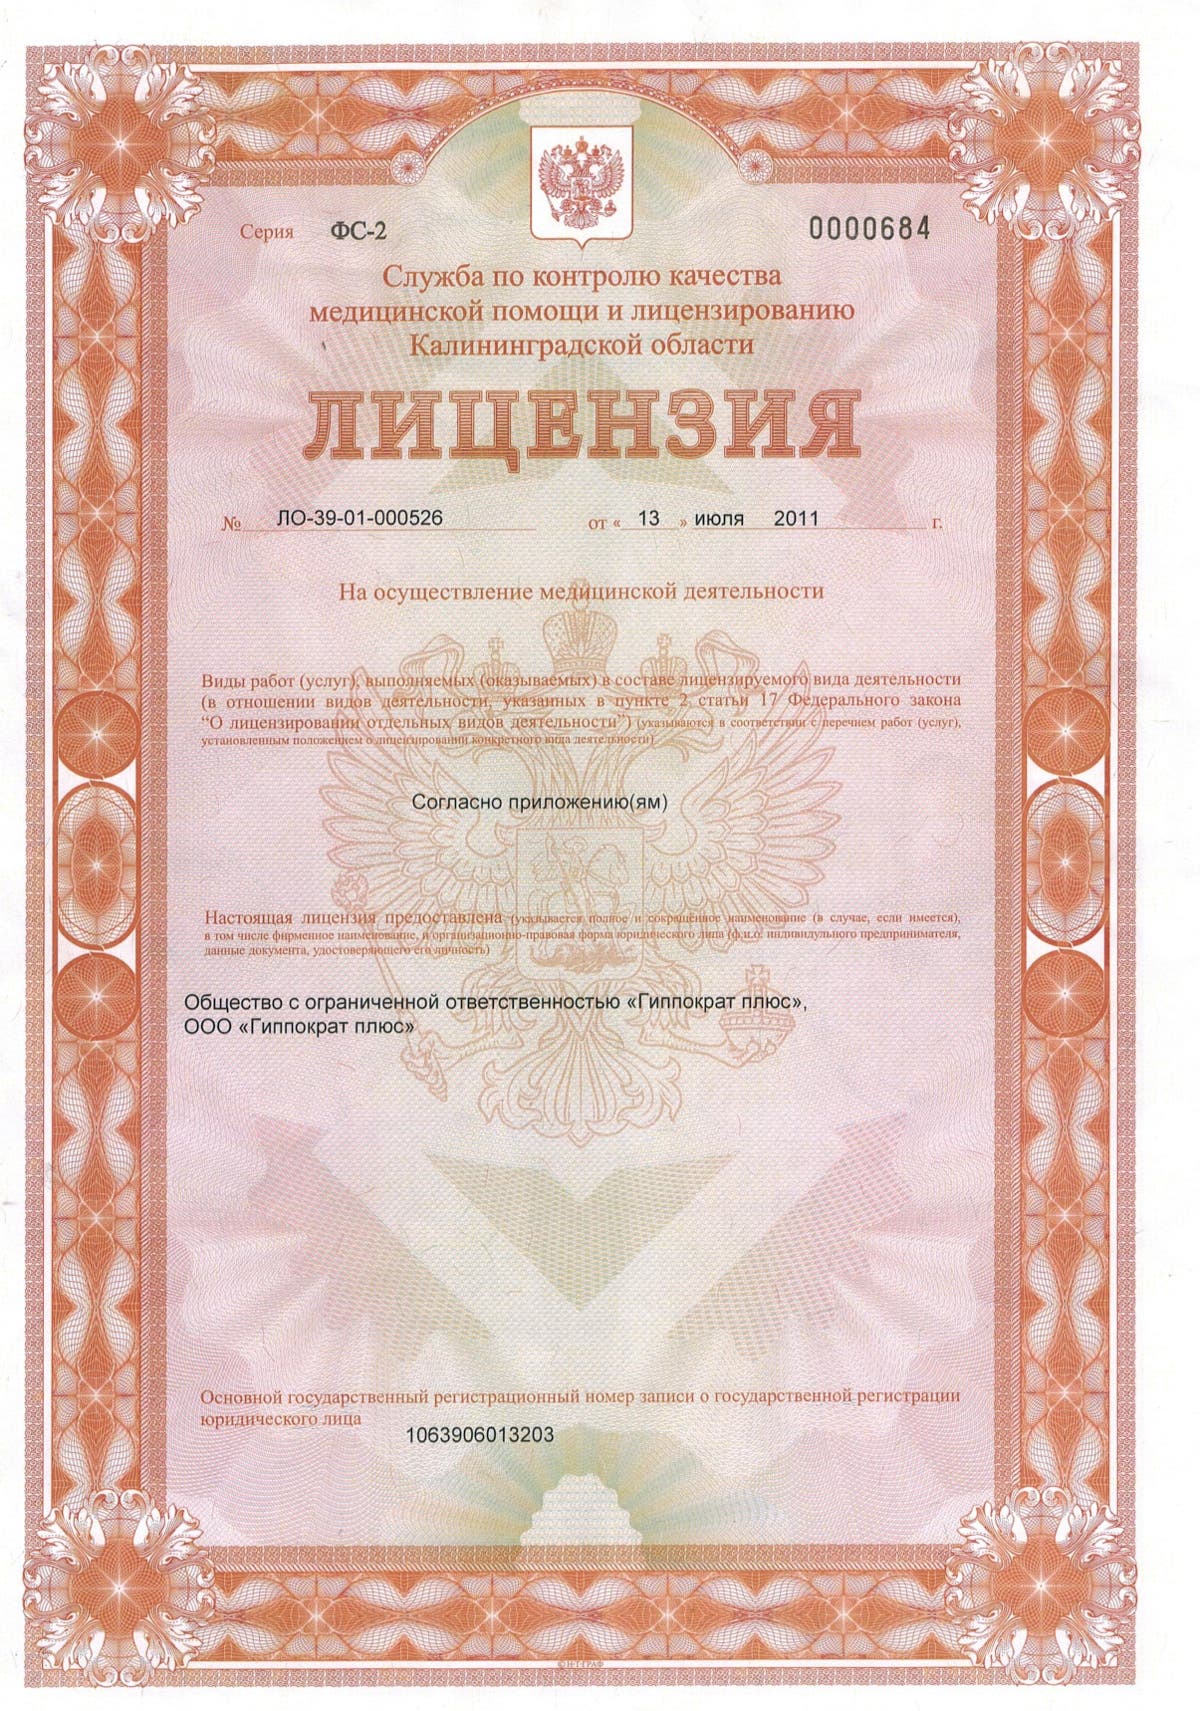 Серия ФС-2 0000684
Служба по контролю качества
медицинской помощи и лицензированию
Калининградской области
ЛИЦЕНЗИЯ
№ ЛО-39-01-000526 от « 13 » июля 2011 г.
На осуществление медицинской деятельности
Виды работ (услуг), выполняемых (оказываемых) в составе лицензируемого вида деятельности
(в отношении видов деятельности, указанных в пункте 2 статьи 17 Федерального закона
“О лицензировании отдельных видов деятельности”) (указываются в соответствии с перечнем работ (услуг),
установленным положением о лицензировании конкретного вида деятельности)
Согласно приложению(ям)
Настоящая лицензия предоставлена (указывается полное и сокращенное наименование (в случае, если имеется),
в том числе фирменное наименование, и организационно-правовая форма юридического лица (ф.и.о. индивидульного предпринимателя,
данные документа, удостоверяющего его личность)
Общество с ограниченной ответственностью «Гиппократ плюс»,
ООО «Гиппократ плюс»
Основной государственный регистрационный номер записи о государственной регистрации
юридического лица
1063906013203